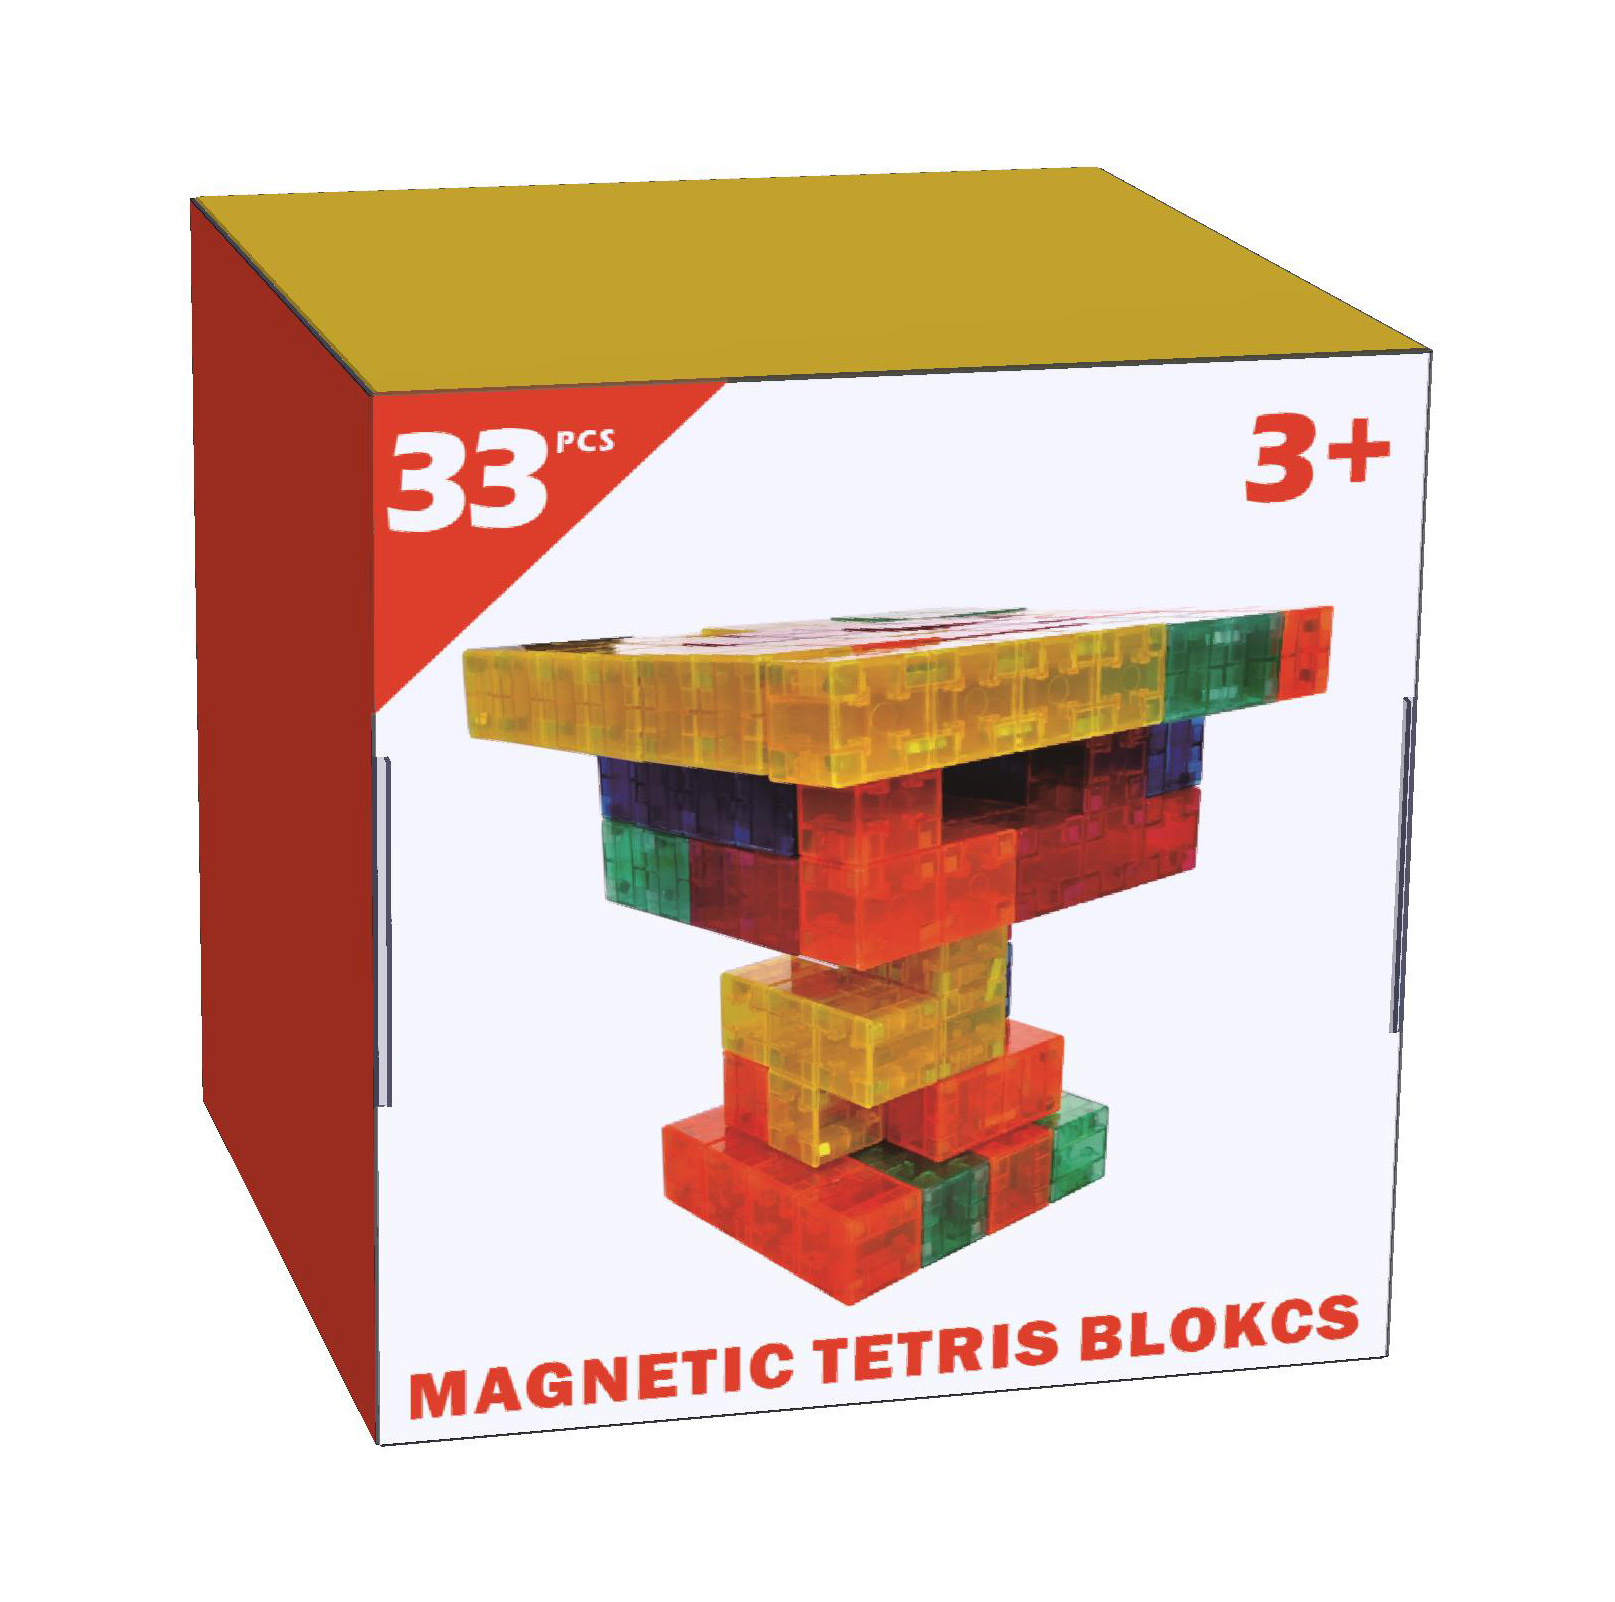 33 PCS
3+
MAGNETIC TETRIS BLOKCS